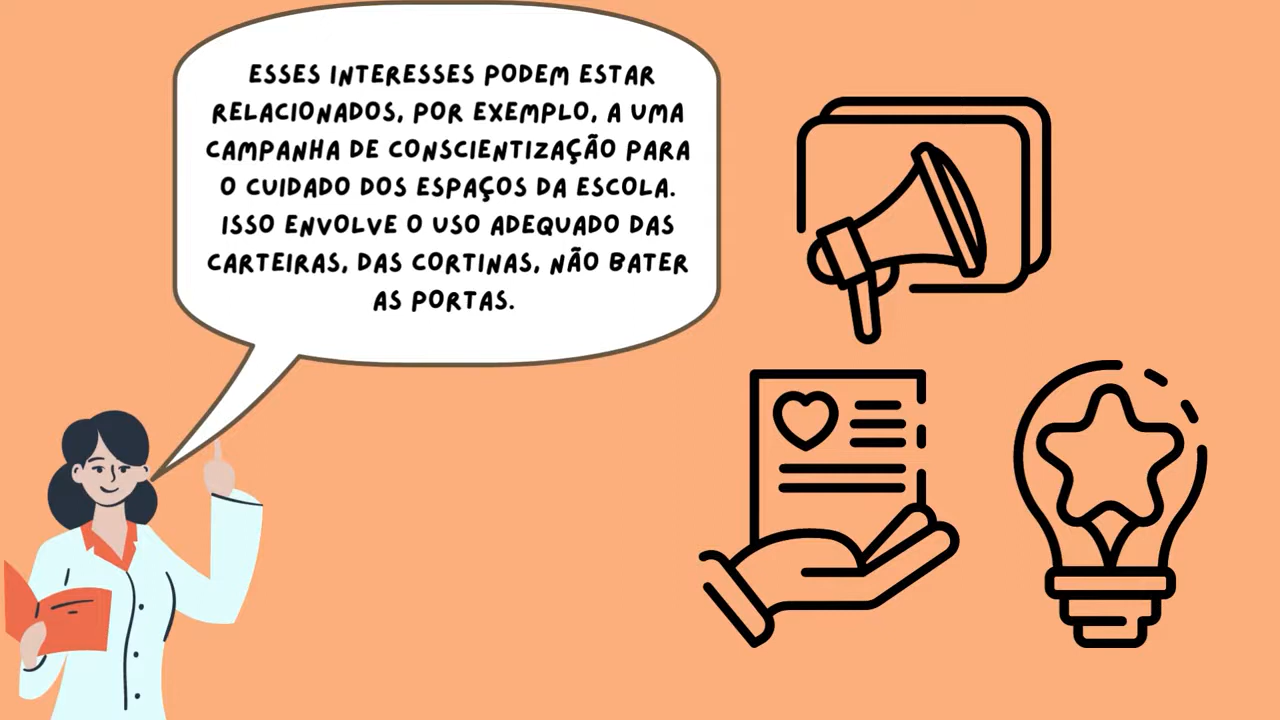 ESSES INTERESSES PODEM ESTAR
RELACIONADOS, POR EXEMPLO, A UMA
CAMPANHA DE CONSCIENTIZAÇÃO PARA
O CUIDADO DOS ESPAÇOS DA ESCOLA.
ISSO ENVOLVE O USO ADEQUADO DAS
CARTEIRAS, DAS CORTINAS, NÃO BATER
AS PORTAS.